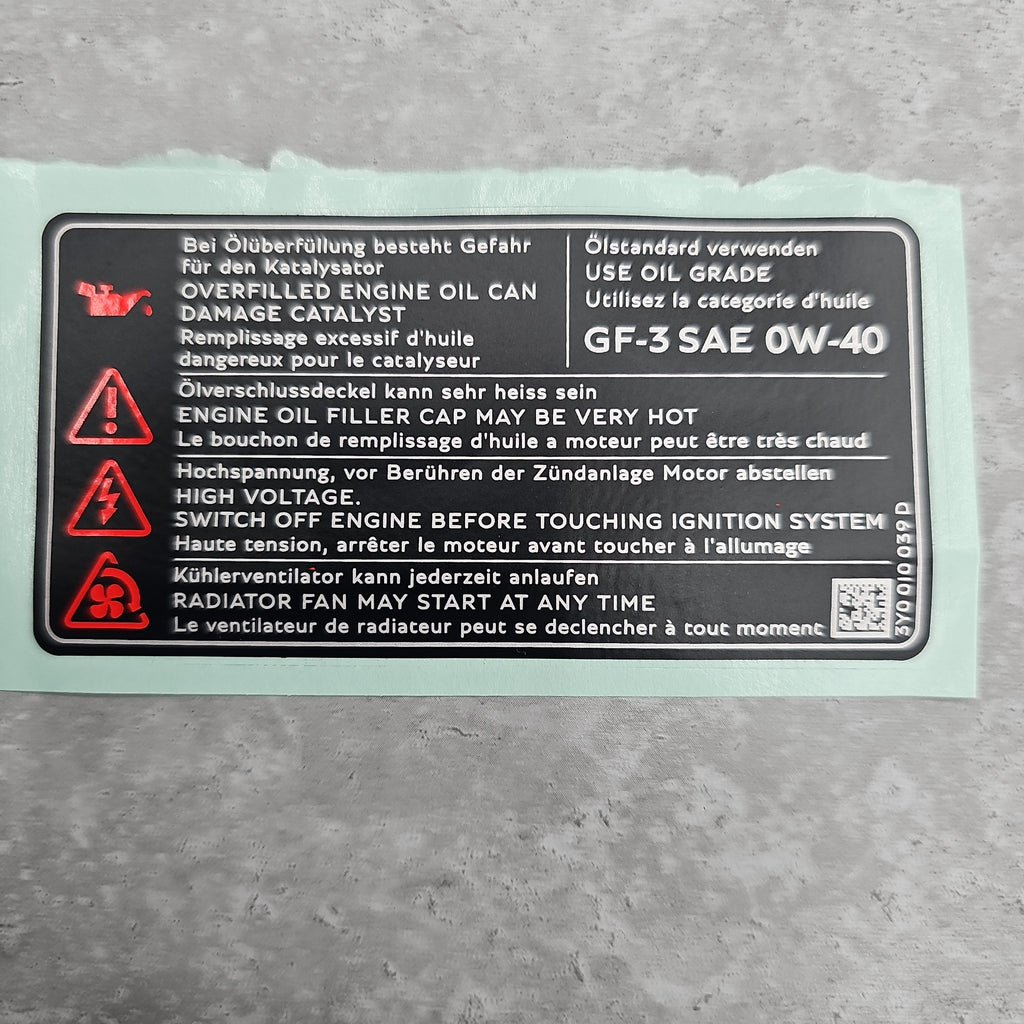 Bei Ölüberfüllung besteht Gefahr
für den Katalysator
OVERFILLED ENGINE OIL CAN
DAMAGE CATALYST
Remplissage excessif d'huile
dangereux pour le catalyseur
Ölstandard verwenden
USE OIL GRADE
Utilisez la categorie d'huile
GF-3 SAE 0W-40
Ölverschlussdeckel kann sehr heiss sein
ENGINE OIL FILLER CAP MAY BE VERY HOT
Le bouchon de remplissage d'huile a moteur peut être très chaud
Hochspannung, vor Berühren der Zündanlage Motor abstellen
HIGH VOLTAGE.
SWITCH OFF ENGINE BEFORE TOUCHING IGNITION SYSTEM
Haute tension, arrêter le moteur avant toucher à l'allumage
Kühlerventilator kann jederzeit anlaufen
RADIATOR FAN MAY START AT ANY TIME
Le ventilateur de radiateur peut se declencher à tout moment
3Y0 010 039 D